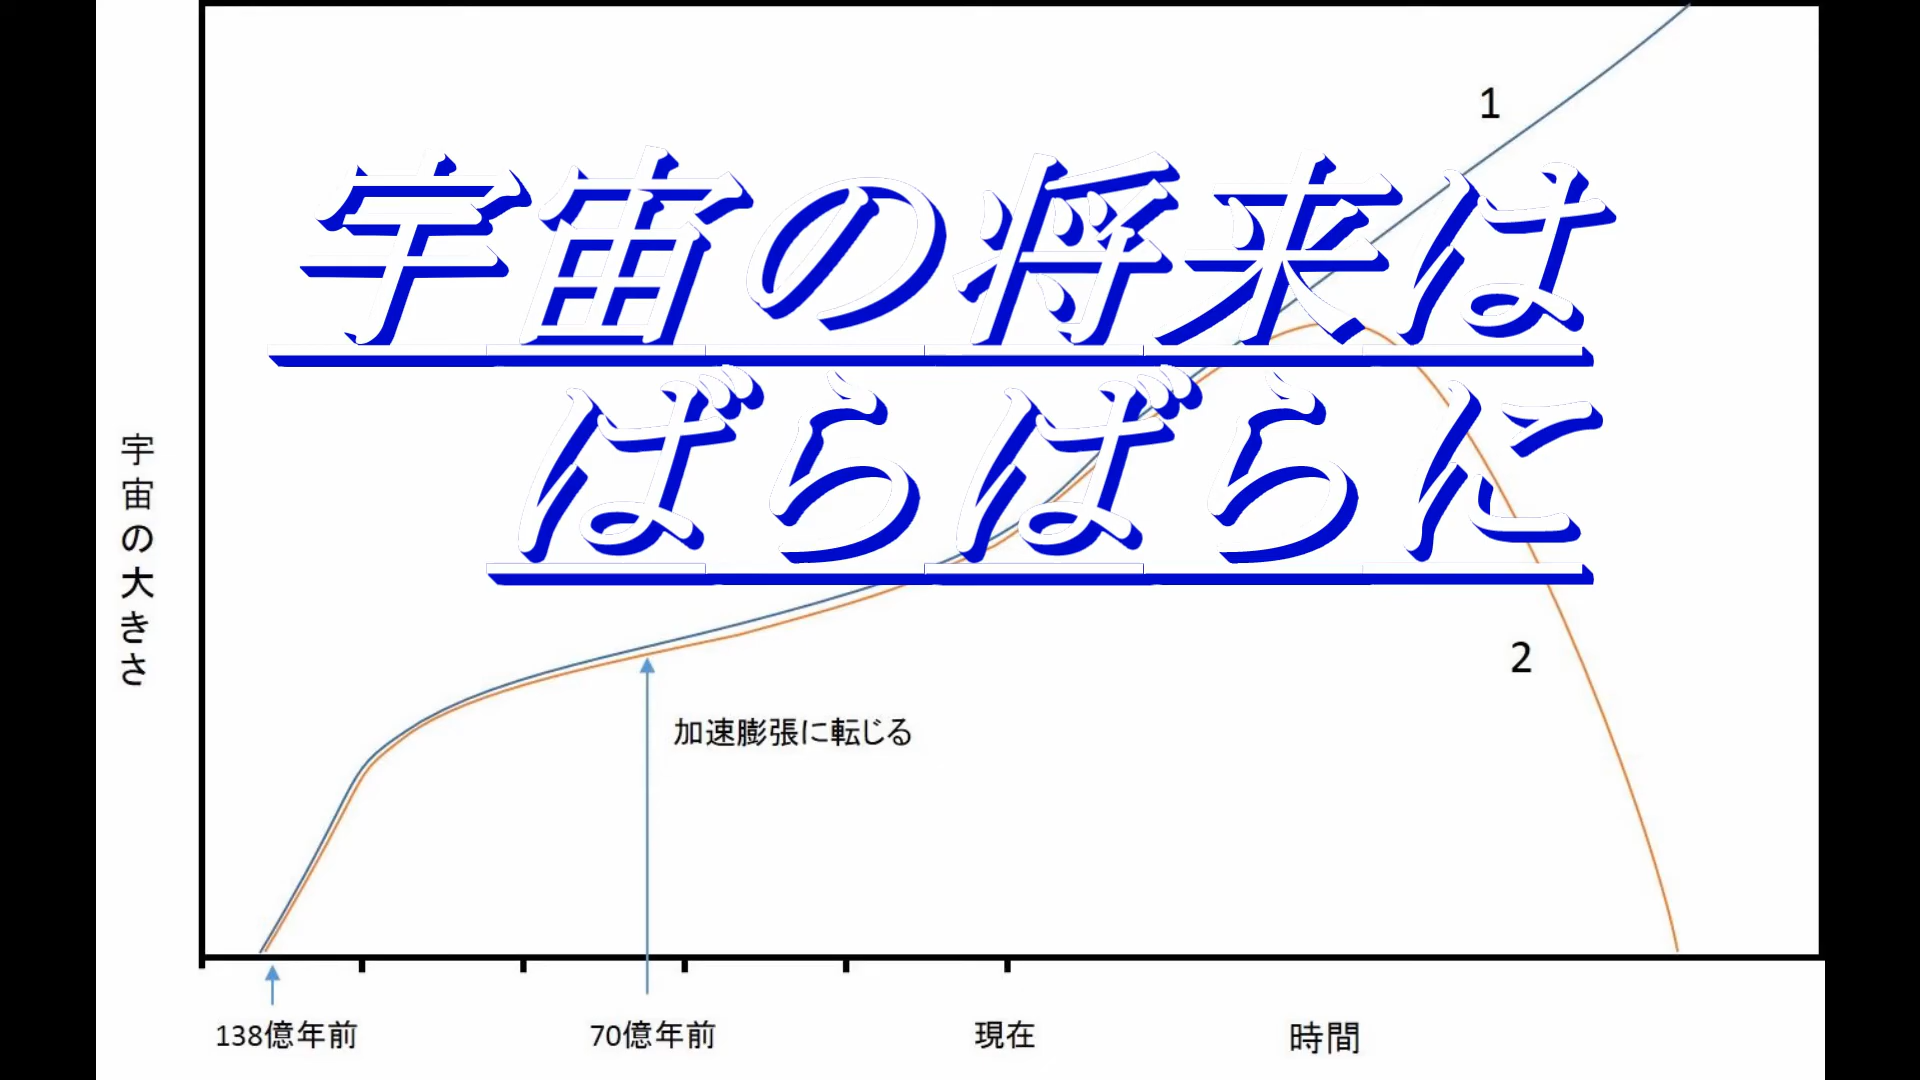 1
宇宙の将来は
ばらばらに
宇宙の大きさ
2
加速膨張に転じる
138億年前
70億年前
現在
時間